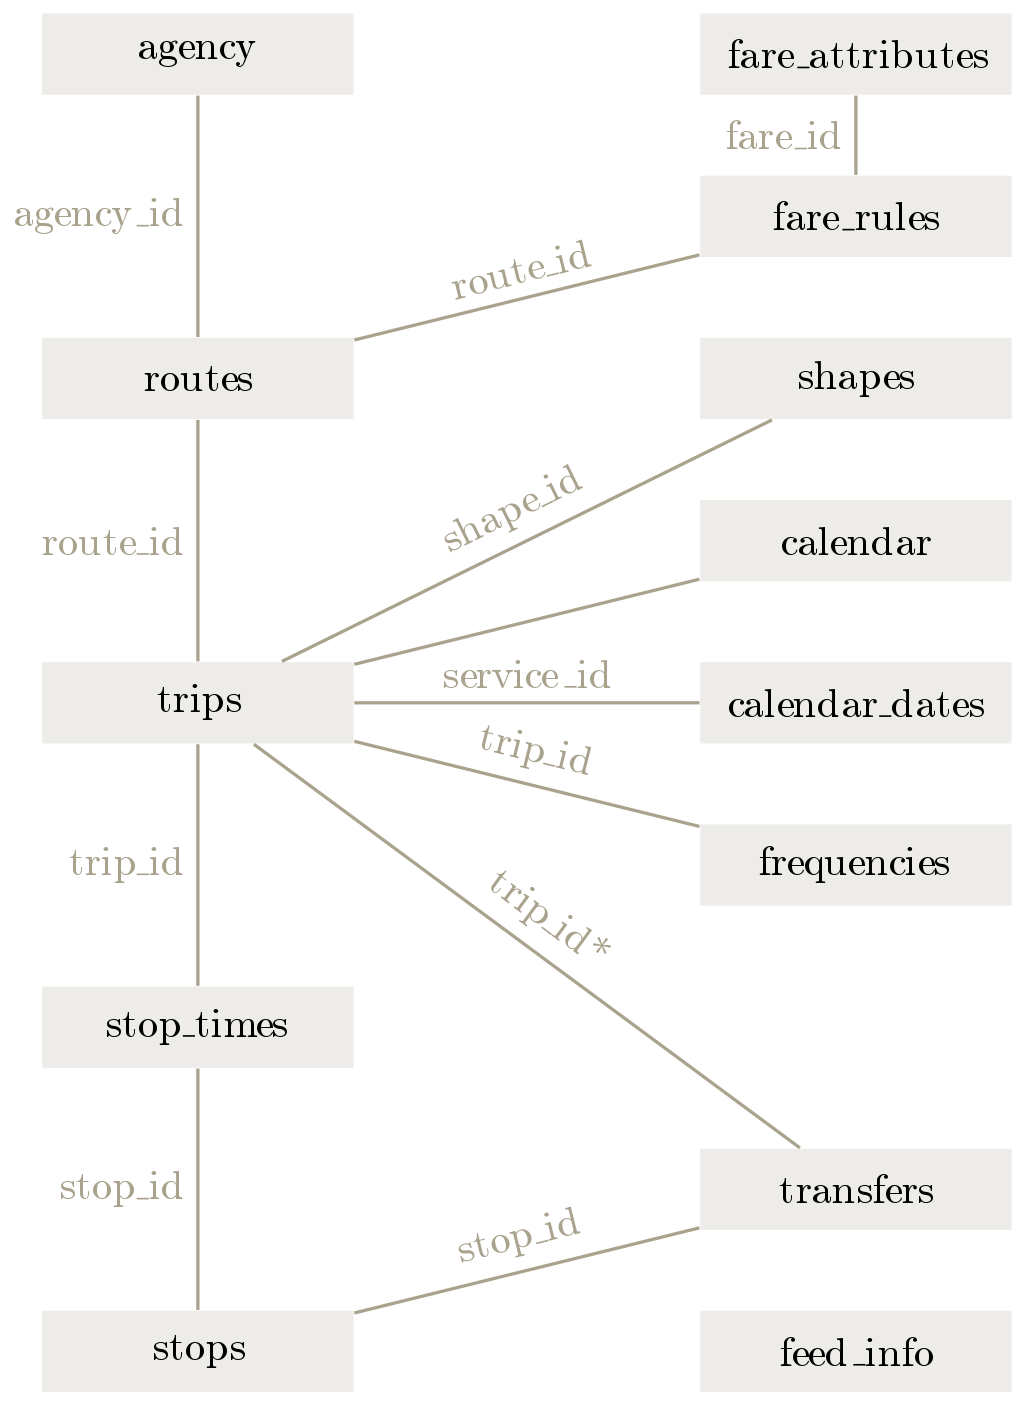 agency
fare_attributes
fare_id
agency_id
fare_rules
route_id
routes
shapes
shape_id
route_id
calendar
service_id
trips
calendar_dates
trip_id
trip_id
frequencies
trip_id*
stop_times
stop_id
transfers
stop_id
stops
feed_info